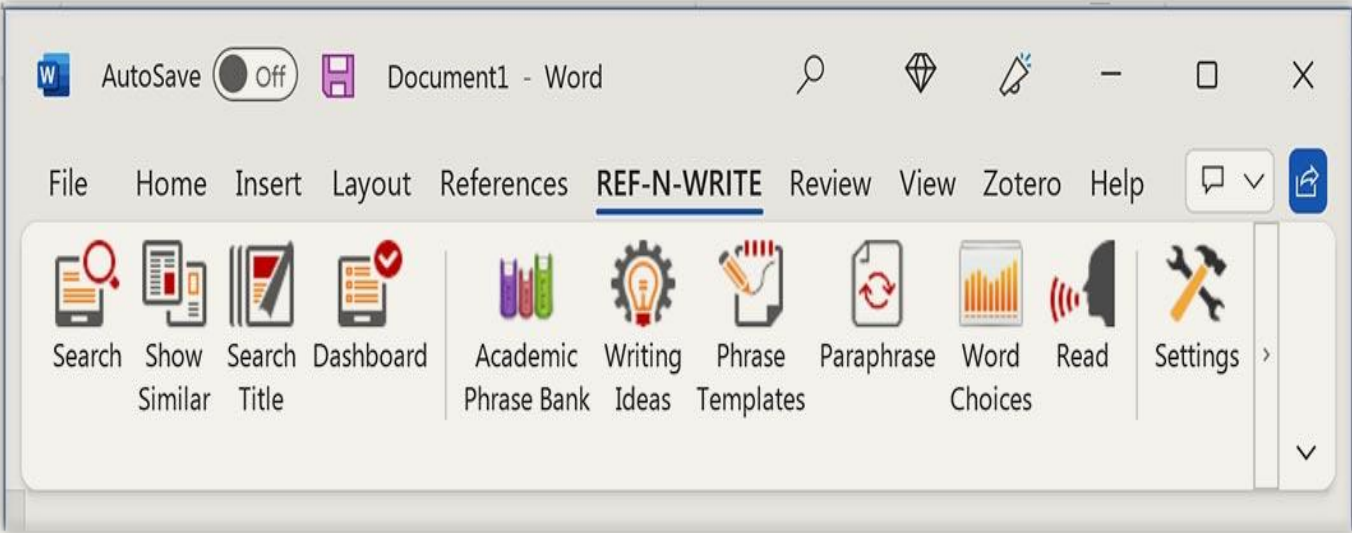 W AutoSave Off Document1 - Word
File Home Insert Layout References REF-N-WRITE Review View Zotero Help
Search Show Search Dashboard Academic Writing Phrase Paraphrase Word Read Settings
Similar Title Phrase Bank Ideas Templates Choices